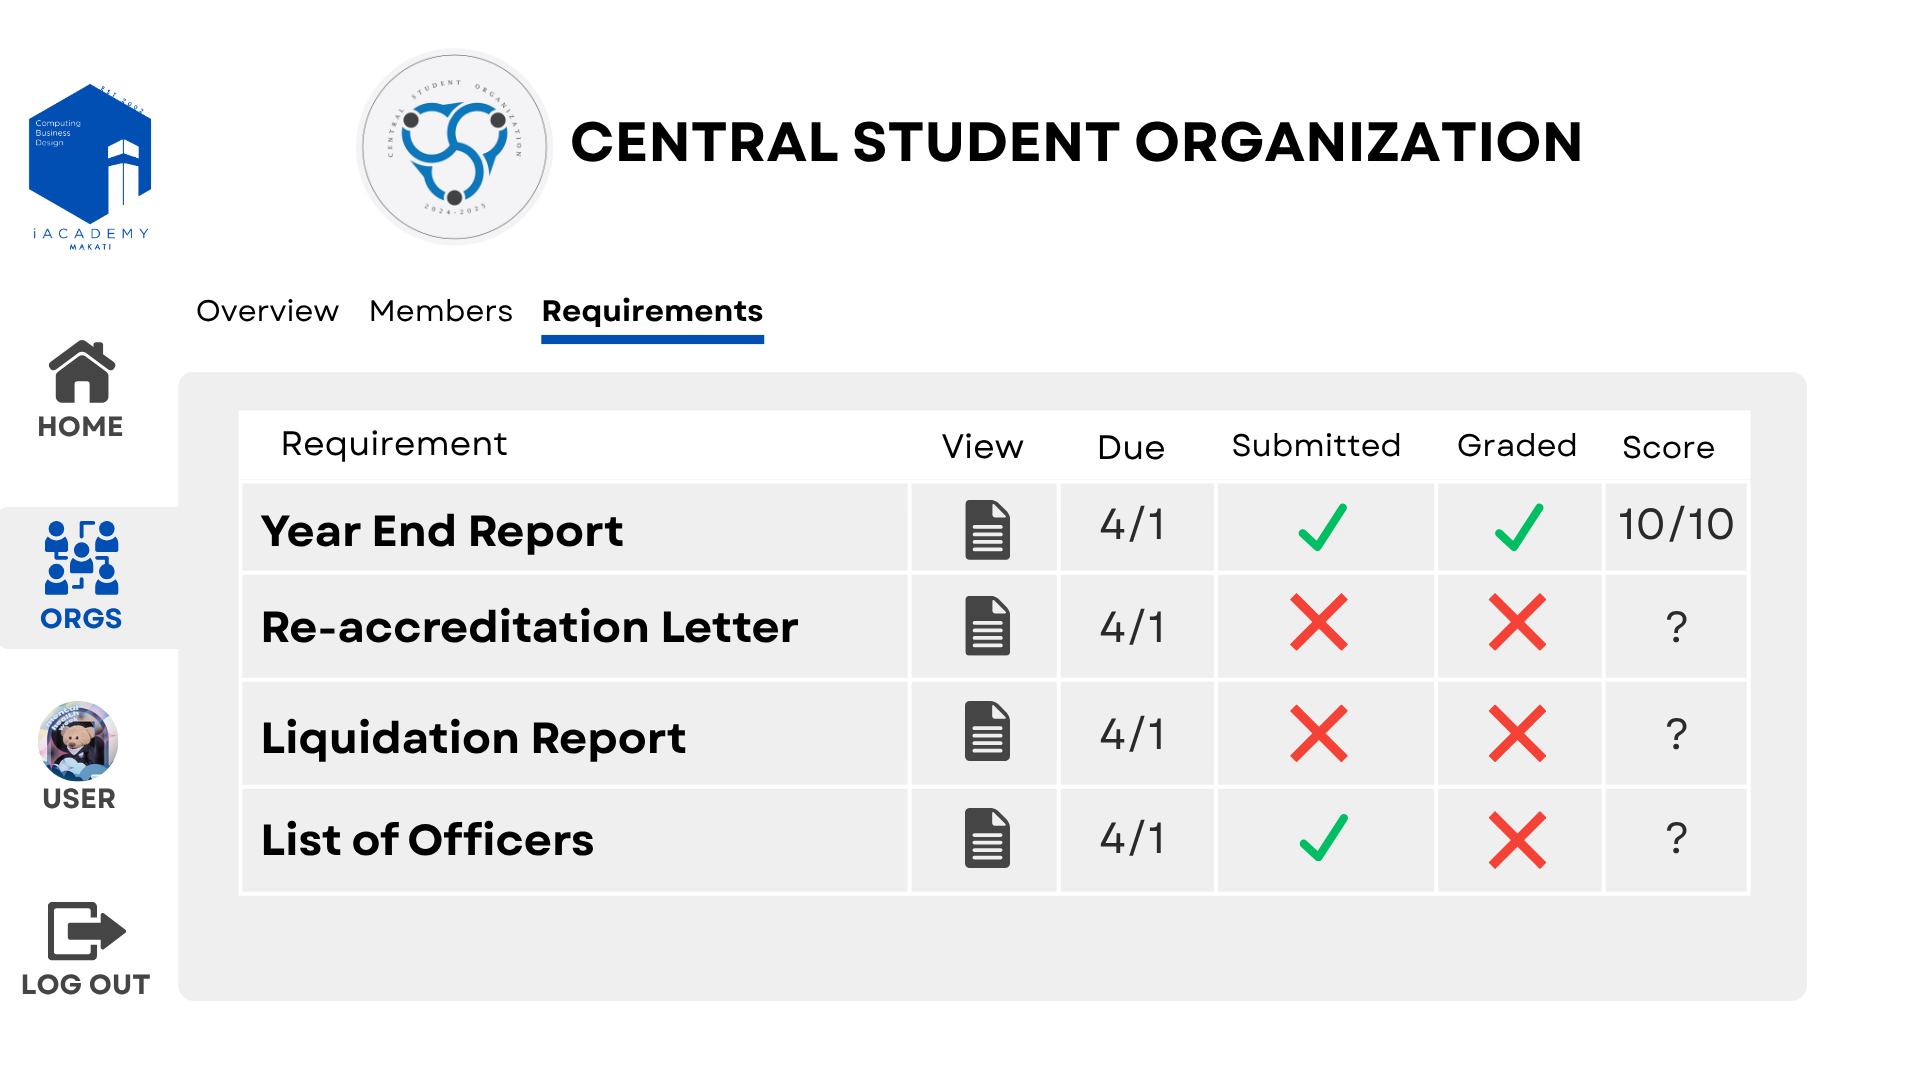 EST 2002
Computing
Business
Design
iACADEMY
MAKATI
CENTRAL STUDENT ORGANIZATION
2024-2025
CENTRAL STUDENT ORGANIZATION
Overview Members Requirements
HOME
ORGS
mental
health
USER
LOG OUT
Requirement View Due Submitted Graded Score
Year End Report 4/1 10/10
Re-accreditation Letter 4/1 ?
Liquidation Report 4/1 ?
List of Officers 4/1 ?